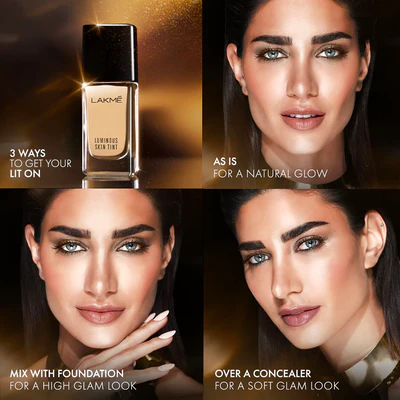 LAKMÉ
LUMINOUS
SKIN TINT
3 WAYS
TO GET YOUR
LIT ON
AS IS
FOR A NATURAL GLOW
MIX WITH FOUNDATION
FOR A HIGH GLAM LOOK
OVER A CONCEALER
FOR A SOFT GLAM LOOK